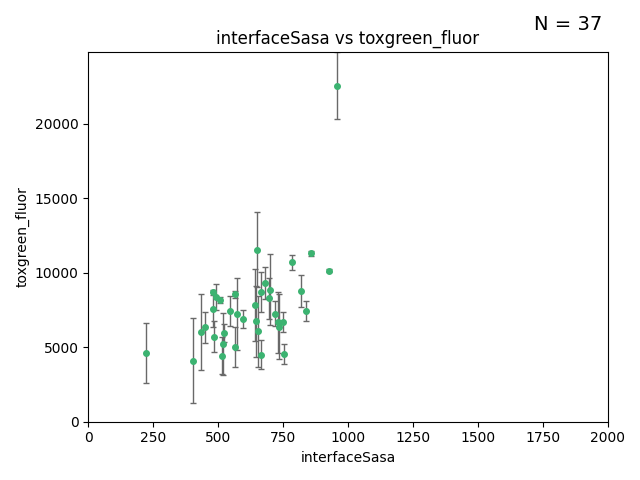 N = 37
interfaceSasa vs toxgreen_fluor
20000
15000
10000
5000
0
toxgreen_fluor
0 250 500 750 1000 1250 1500 1750 2000
interfaceSasa